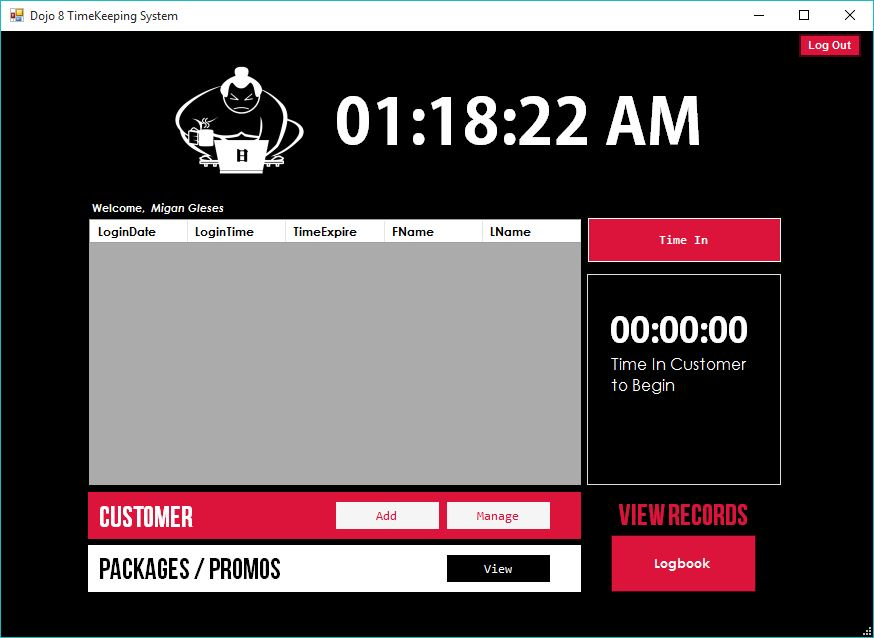 Dojo 8 TimeKeeping System
Log Out
01:18:22 AM
Welcome, Migan Gleses
LoginDate LoginTime TimeExpire FName LName
Time In
00:00:00
Time In Customer
to Begin
CUSTOMER Add Manage
VIEW RECORDS
PACKAGES / PROMOS View
Logbook